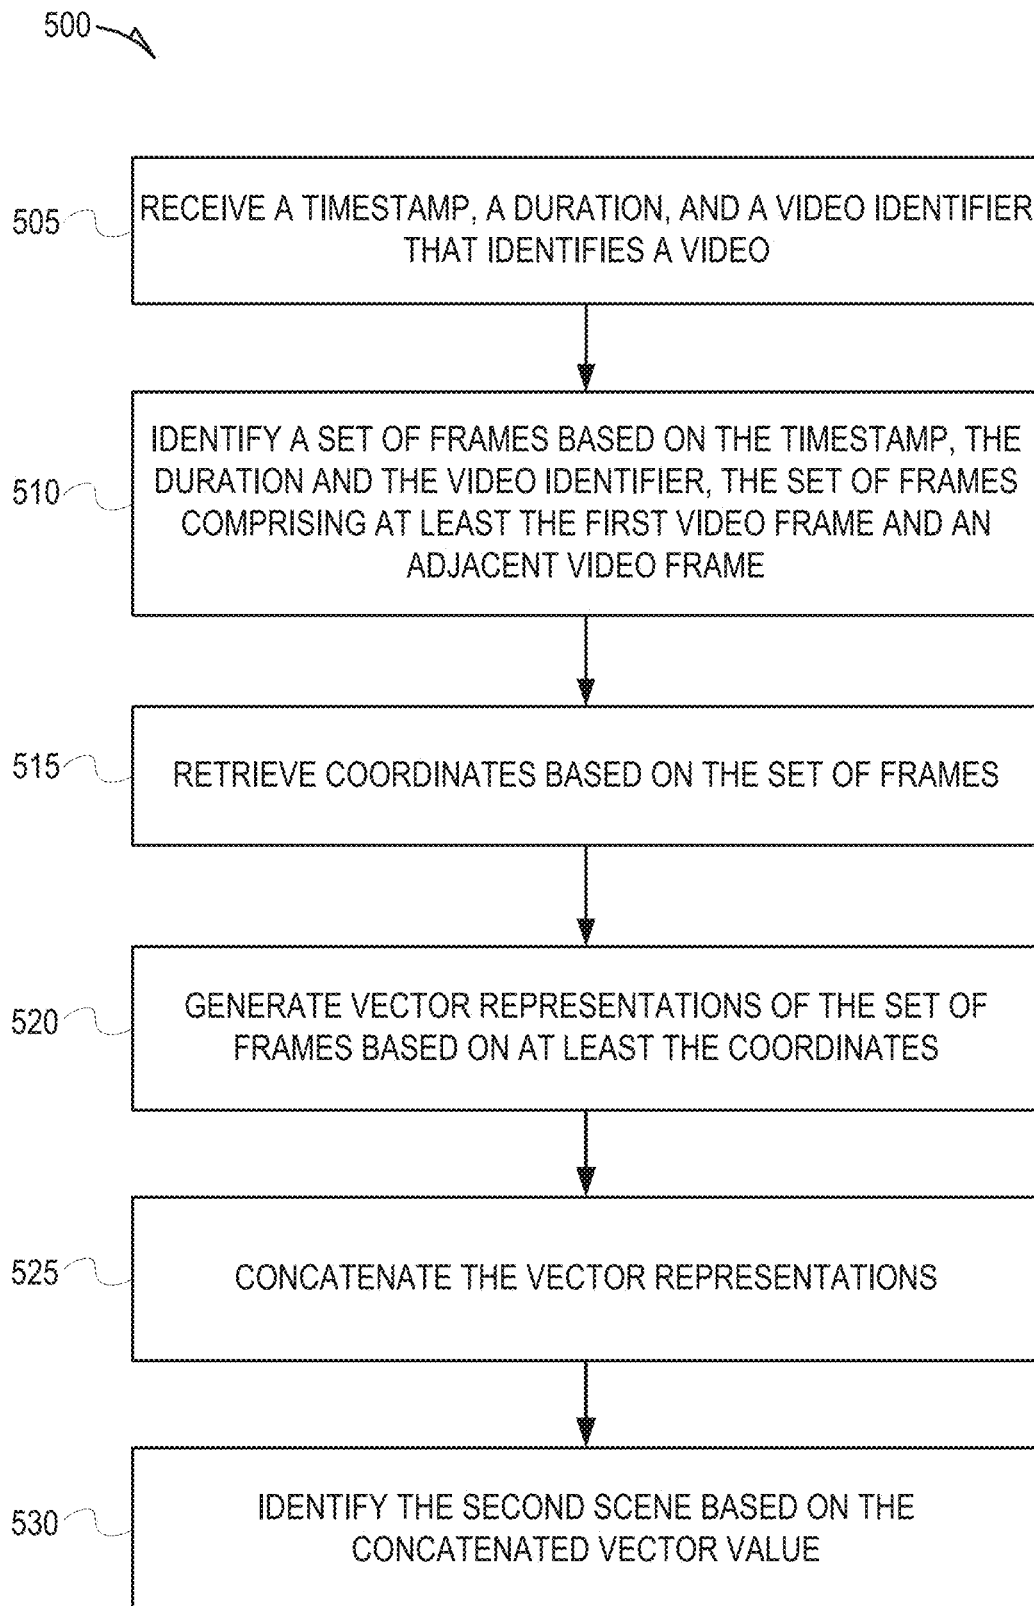 500
505
RECEIVE A TIMESTAMP, A DURATION, AND A VIDEO IDENTIFIER
THAT IDENTIFIES A VIDEO
510
IDENTIFY A SET OF FRAMES BASED ON THE TIMESTAMP, THE
DURATION AND THE VIDEO IDENTIFIER, THE SET OF FRAMES
COMPRISING AT LEAST THE FIRST VIDEO FRAME AND AN
ADJACENT VIDEO FRAME
515
RETRIEVE COORDINATES BASED ON THE SET OF FRAMES
520
GENERATE VECTOR REPRESENTATIONS OF THE SET OF
FRAMES BASED ON AT LEAST THE COORDINATES
525
CONCATENATE THE VECTOR REPRESENTATIONS
530
IDENTIFY THE SECOND SCENE BASED ON THE
CONCATENATED VECTOR VALUE